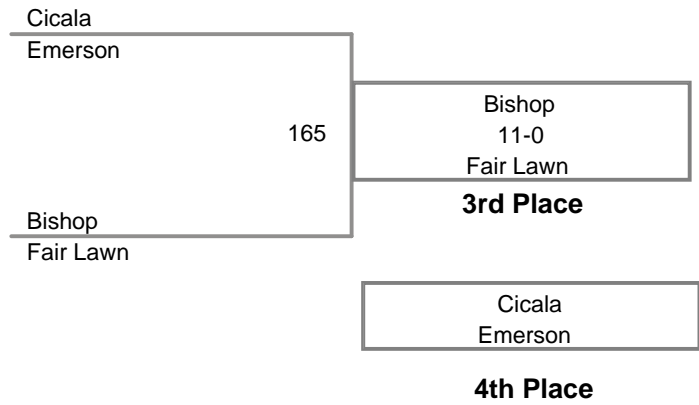 Cicala
Emerson
165
Bishop
11-0
Fair Lawn
3rd Place
Bishop
Fair Lawn
Cicala
Emerson
4th Place